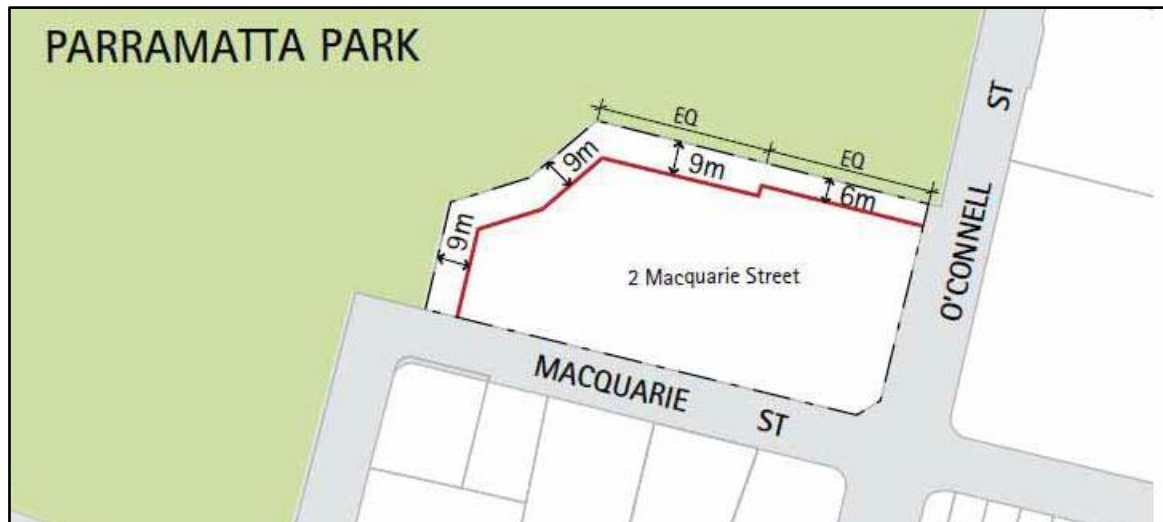 PARRAMATTA PARK
EQ
EQ
9m
9m
6m
9m
2 Macquarie Street
O'CONNELL ST
MACQUARIE ST